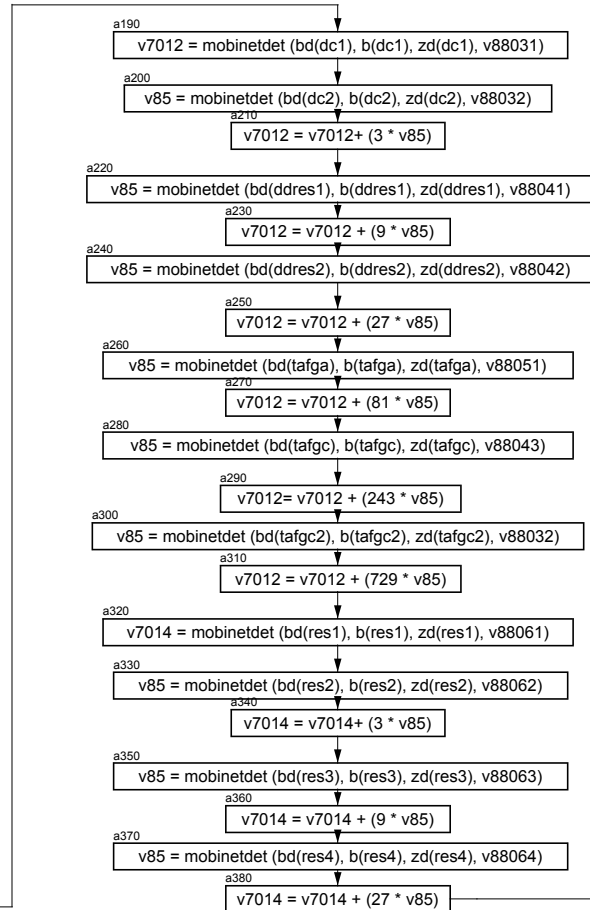 a190
v7012 = mobinetdet (bd(dc1), b(dc1), zd(dc1), v88031)
a200
v85 = mobinetdet (bd(dc2), b(dc2), zd(dc2), v88032)
a210
v7012 = v7012+ (3 * v85)
a220
v85 = mobinetdet (bd(ddres1), b(ddres1), zd(ddres1), v88041)
a230
v7012 = v7012 + (9 * v85)
a240
v85 = mobinetdet (bd(ddres2), b(ddres2), zd(ddres2), v88042)
a250
v7012 = v7012 + (27 * v85)
a260
v85 = mobinetdet (bd(tafga), b(tafga), zd(tafga), v88051)
a270
v7012 = v7012 + (81 * v85)
a280
v85 = mobinetdet (bd(tafgc), b(tafgc), zd(tafgc), v88043)
a290
v7012= v7012 + (243 * v85)
a300
v85 = mobinetdet (bd(tafgc2), b(tafgc2), zd(tafgc2), v88032)
a310
v7012 = v7012 + (729 * v85)
a320
v7014 = mobinetdet (bd(res1), b(res1), zd(res1), v88061)
a330
v85 = mobinetdet (bd(res2), b(res2), zd(res2), v88062)
a340
v7014 = v7014+ (3 * v85)
a350
v85 = mobinetdet (bd(res3), b(res3), zd(res3), v88063)
a360
v7014 = v7014 + (9 * v85)
a370
v85 = mobinetdet (bd(res4), b(res4), zd(res4), v88064)
a380
v7014 = v7014 + (27 * v85)